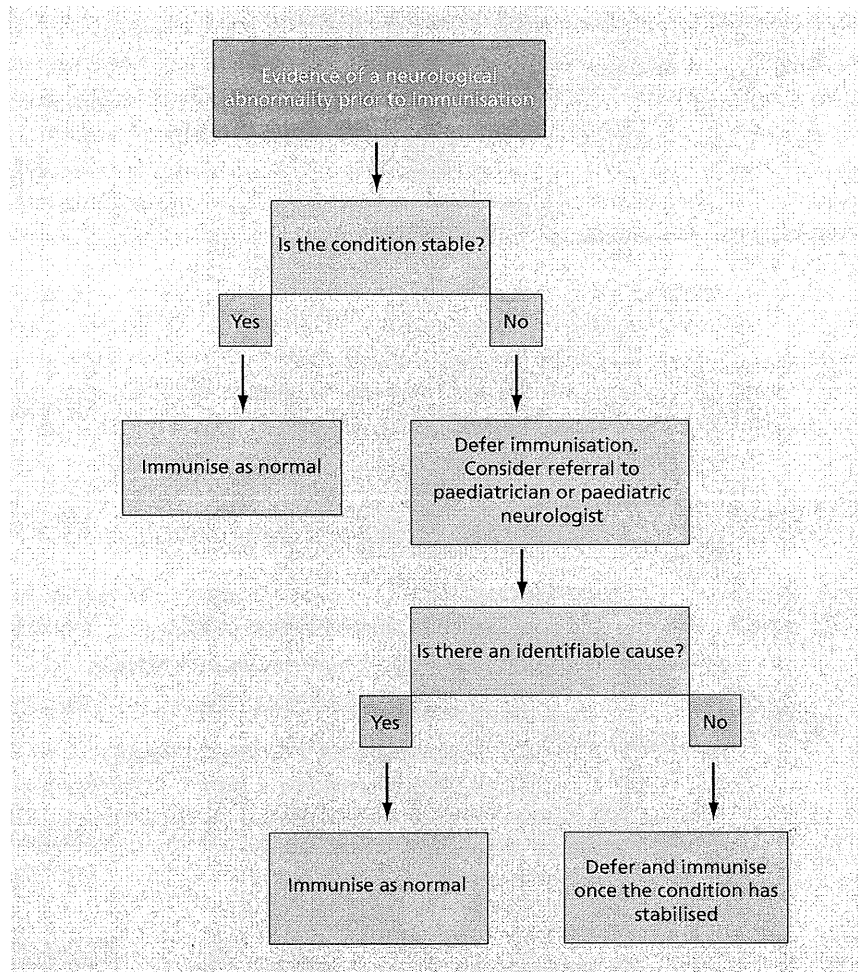 Evidence of a neurological
abnormality prior to immunisation
Is the condition stable?
Yes
No
Immunise as normal
Defer immunisation.
Consider referral to
paediatrician or paediatric
neurologist
Is there an identifiable cause?
Yes
No
Immunise as normal
Defer and immunise
once the condition has
stabilised